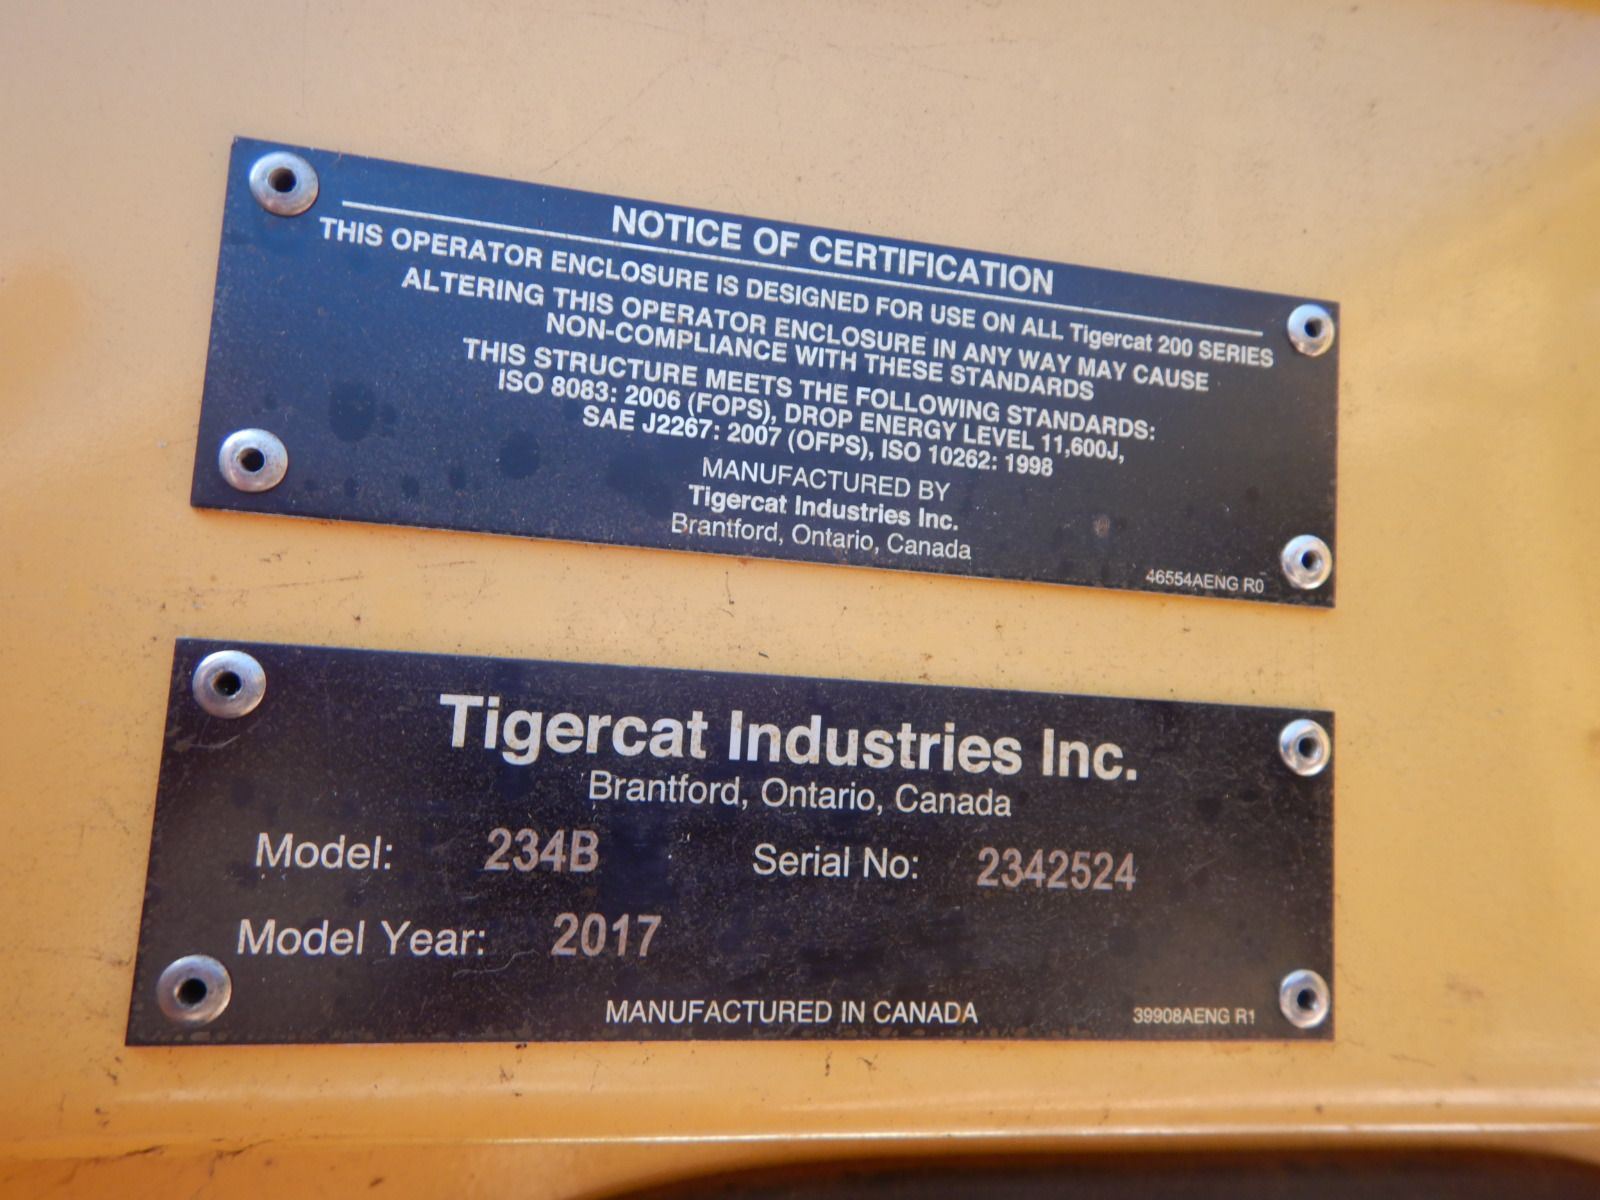 NOTICE OF CERTIFICATION
THIS OPERATOR ENCLOSURE IS DESIGNED FOR USE ON ALL Tigercat 200 SERIES
ALTERING THIS OPERATOR ENCLOSURE IN ANY WAY MAY CAUSE
NON-COMPLIANCE WITH THESE STANDARDS
THIS STRUCTURE MEETS THE FOLLOWING STANDARDS:
ISO 8083: 2006 (FOPS), DROP ENERGY LEVEL 11,600J,
SAE J2267: 2007 (OFPS), ISO 10262: 1998
MANUFACTURED BY
Tigercat Industries Inc.
Brantford, Ontario, Canada
46554AENG R0
Tigercat Industries Inc.
Brantford, Ontario, Canada
Model: 234B Serial No: 2342524
Model Year: 2017
MANUFACTURED IN CANADA 39908AENG R1